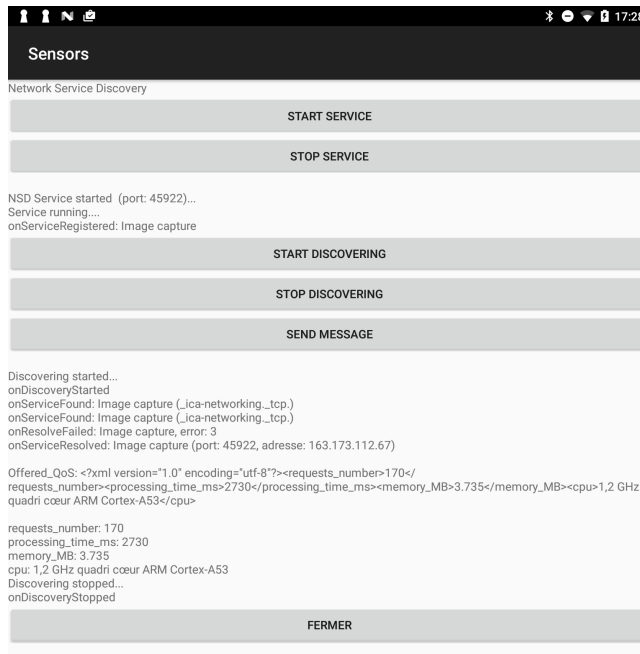 17:28
Sensors
Network Service Discovery
START SERVICE
STOP SERVICE
NSD Service started (port: 45922)...
Service running....
onServiceRegistered: Image capture
START DISCOVERING
STOP DISCOVERING
SEND MESSAGE
Discovering started...
onDiscoveryStarted
onServiceFound: Image capture (_ica-networking._tcp.)
onServiceFound: Image capture (_ica-networking._tcp.)
onResolveFailed: Image capture, error: 3
onServiceResolved: Image capture (port: 45922, adresse: 163.173.112.67)
Offered_QoS: <?xml version="1.0" encoding="utf-8"?><requests_number>170</
requests_number><processing_time_ms>2730</processing_time_ms><memory_MB>3.735</memory_MB><cpu>1,2 GHz
quadri cœur ARM Cortex-A53</cpu>
requests_number: 170
processing_time_ms: 2730
memory_MB: 3.735
cpu: 1,2 GHz quadri cœur ARM Cortex-A53
Discovering stopped...
onDiscoveryStopped
FERMER